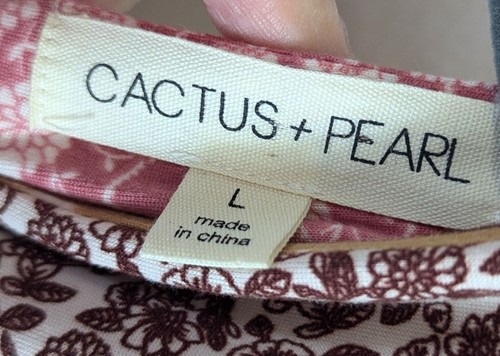 CACTUS + PEARL
L
made
in china